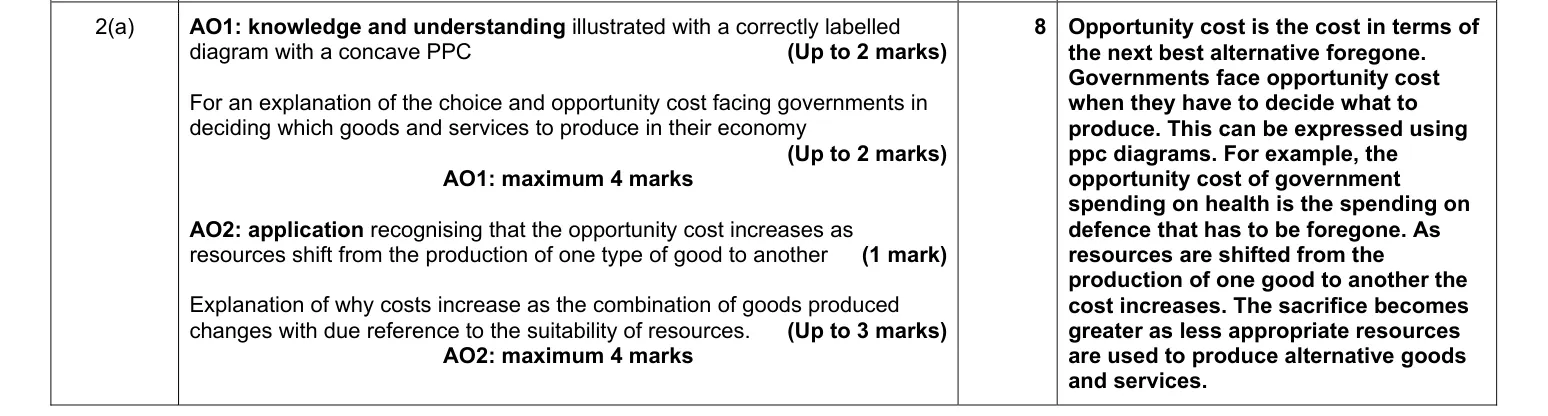 2(a)
AO1: knowledge and understanding illustrated with a correctly labelled
diagram with a concave PPC (Up to 2 marks)
For an explanation of the choice and opportunity cost facing governments in
deciding which goods and services to produce in their economy
(Up to 2 marks)
AO1: maximum 4 marks
AO2: application recognising that the opportunity cost increases as
resources shift from the production of one type of good to another (1 mark)
Explanation of why costs increase as the combination of goods produced
changes with due reference to the suitability of resources. (Up to 3 marks)
AO2: maximum 4 marks
8
Opportunity cost is the cost in terms of
the next best alternative foregone.
Governments face opportunity cost
when they have to decide what to
produce. This can be expressed using
ppc diagrams. For example, the
opportunity cost of government
spending on health is the spending on
defence that has to be foregone. As
resources are shifted from the
production of one good to another the
cost increases. The sacrifice becomes
greater as less appropriate resources
are used to produce alternative goods
and services.